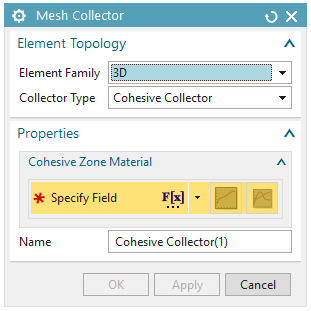 Mesh Collector
Element Topology
Element Family 3D
Collector Type Cohesive Collector
Properties
Cohesive Zone Material
* Specify Field F(x)
Name Cohesive Collector(1)
OK Apply Cancel